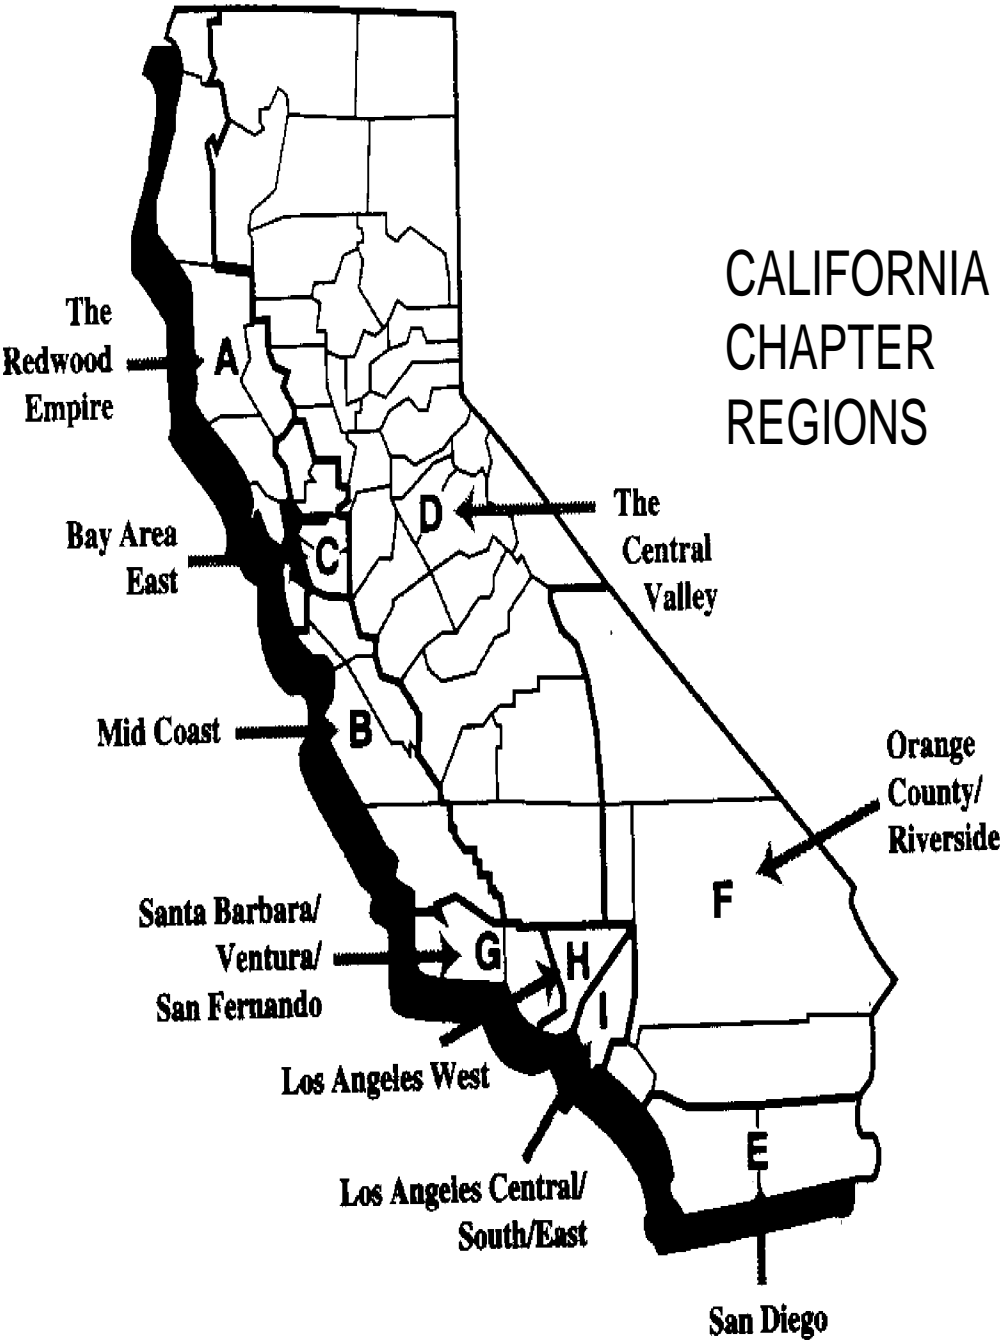 CALIFORNIA
CHAPTER
REGIONS
The
Redwood
Empire
A
Bay Area
East
C
D
The
Central
Valley
Mid Coast
B
Orange
County/
Riverside
F
Santa Barbara/
Ventura/
San Fernando
G
H
I
Los Angeles West
Los Angeles Central/
South/East
E
San Diego